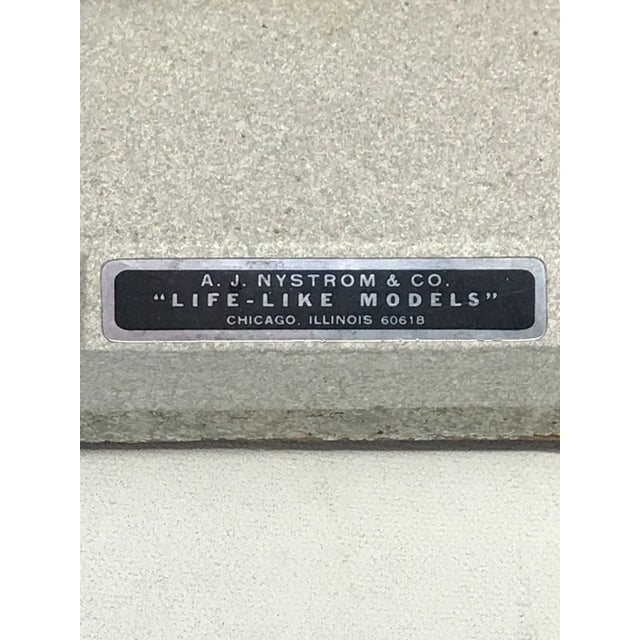 A. J. NYSTROM & CO.
"LIFE-LIKE MODELS"
CHICAGO, ILLINOIS 60618